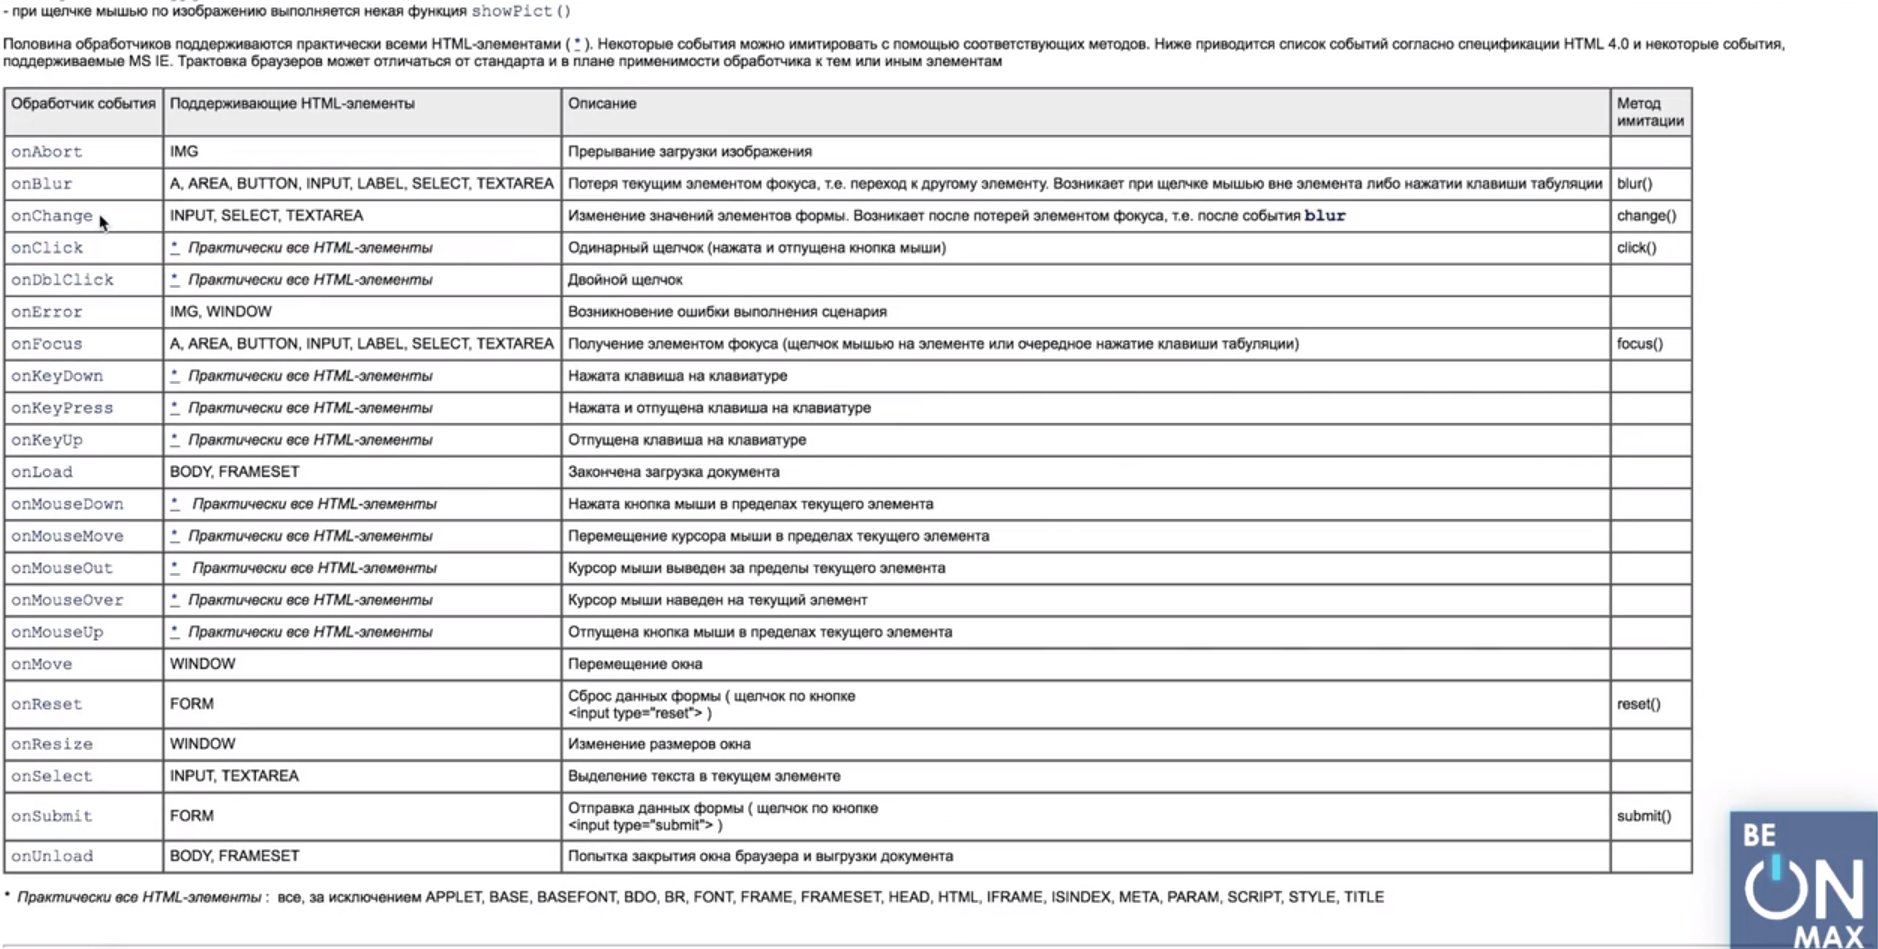 - при щелчке мышью по изображению выполняется некая функция showPict()
Половина обработчиков поддерживаются практически всеми HTML-элементами ( * ). Некоторые события можно имитировать с помощью соответствующих методов. Ниже приводится список событий согласно спецификации HTML 4.0 и некоторые события,
поддерживаемые MS IE. Трактовка браузеров может отличаться от стандарта и в плане применимости обработчика к тем или иным элементам
Обработчик события Поддерживающие HTML-элементы Описание Метод имитации
onAbort IMG Прерывание загрузки изображения
onBlur A, AREA, BUTTON, INPUT, LABEL, SELECT, TEXTAREA Потеря текущим элементом фокуса, т.е. переход к другому элементу. Возникает при щелчке мышью вне элемента либо нажатии клавиши табуляции blur()
onChange INPUT, SELECT, TEXTAREA Изменение значений элементов формы. Возникает после потерей элементом фокуса, т.е. после события blur change()
onClick * Практически все HTML-элементы Одинарный щелчок (нажата и отпущена кнопка мыши) click()
onDblClick * Практически все HTML-элементы Двойной щелчок
onError IMG, WINDOW Возникновение ошибки выполнения сценария
onFocus A, AREA, BUTTON, INPUT, LABEL, SELECT, TEXTAREA Получение элементом фокуса (щелчок мышью на элементе или очередное нажатие клавиши табуляции) focus()
onKeyDown * Практически все HTML-элементы Нажата клавиша на клавиатуре
onKeyPress * Практически все HTML-элементы Нажата и отпущена клавиша на клавиатуре
onKeyUp * Практически все HTML-элементы Отпущена клавиша на клавиатуре
onLoad BODY, FRAMESET Закончена загрузка документа
onMouseDown * Практически все HTML-элементы Нажата кнопка мыши в пределах текущего элемента
onMouseMove * Практически все HTML-элементы Перемещение курсора мыши в пределах текущего элемента
onMouseOut * Практически все HTML-элементы Курсор мыши выведен за пределы текущего элемента
onMouseOver * Практически все HTML-элементы Курсор мыши наведен на текущий элемент
onMouseUp * Практически все HTML-элементы Отпущена кнопка мыши в пределах текущего элемента
onMove WINDOW Перемещение окна
onReset FORM Сброс данных формы ( щелчок по кнопке
<input type="reset"> ) reset()
onResize WINDOW Изменение размеров окна
onSelect INPUT, TEXTAREA Выделение текста в текущем элементе
onSubmit FORM Отправка данных формы ( щелчок по кнопке
<input type="submit"> ) submit()
onUnload BODY, FRAMESET Попытка закрытия окна браузера и выгрузки документа
* Практически все HTML-элементы : все, за исключением APPLET, BASE, BASEFONT, BDO, BR, FONT, FRAME, FRAMESET, HEAD, HTML, IFRAME, ISINDEX, META, PARAM, SCRIPT, STYLE, TITLE
BE
ON
MAX